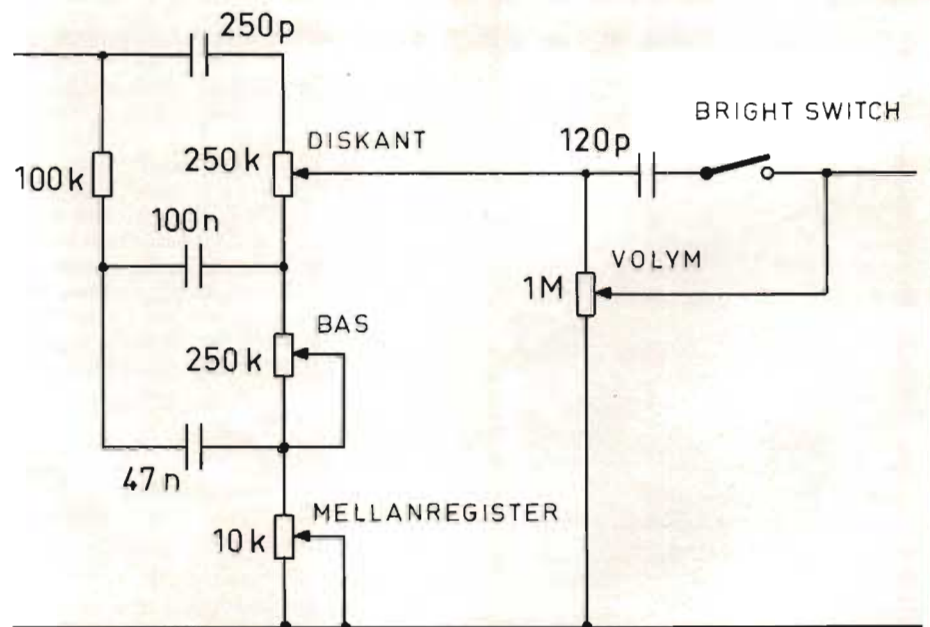 250p
BRIGHT SWITCH
DISKANT
120p
100k
250k
100n
VOLYM
1M
BAS
250k
47n
MELLANREGISTER
10k